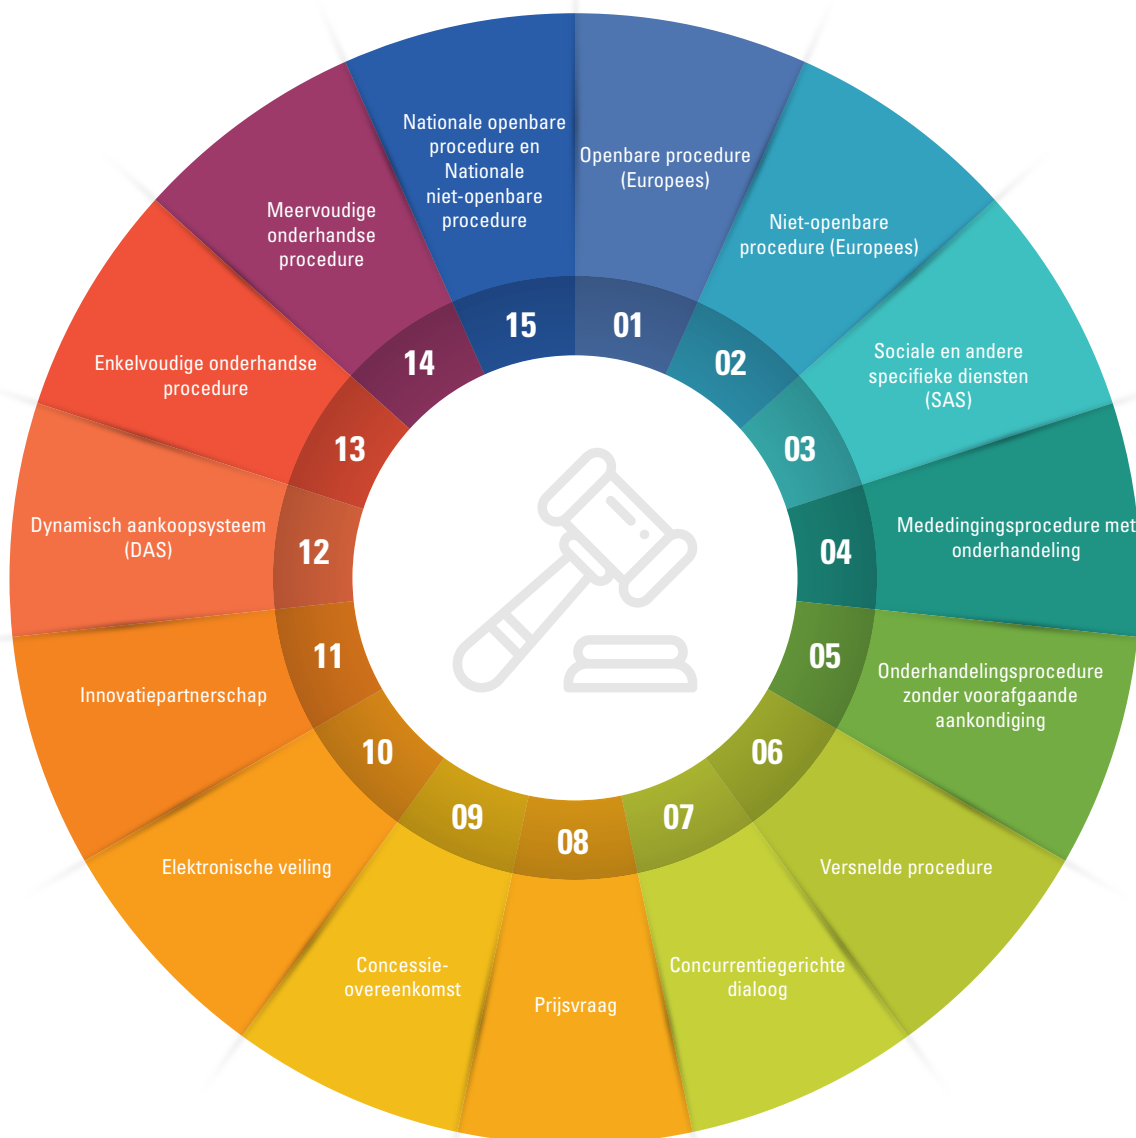 01
Openbare procedure
(Europees)
02
Niet-openbare
procedure (Europees)
03
Sociale en andere
specifieke diensten
(SAS)
04
Mededingingsprocedure met
onderhandeling
05
Onderhandelingsprocedure
zonder voorafgaande
aankondiging
06
Versnelde procedure
07
Concurrentiegerichte
dialoog
08
Prijsvraag
09
Concessie-
overeenkomst
10
Elektronische veiling
11
Innovatiepartnerschap
12
Dynamisch aankoopsysteem
(DAS)
13
Enkelvoudige onderhandse
procedure
14
Meervoudige
onderhandse
procedure
15
Nationale openbare
procedure en
Nationale
niet-openbare
procedure